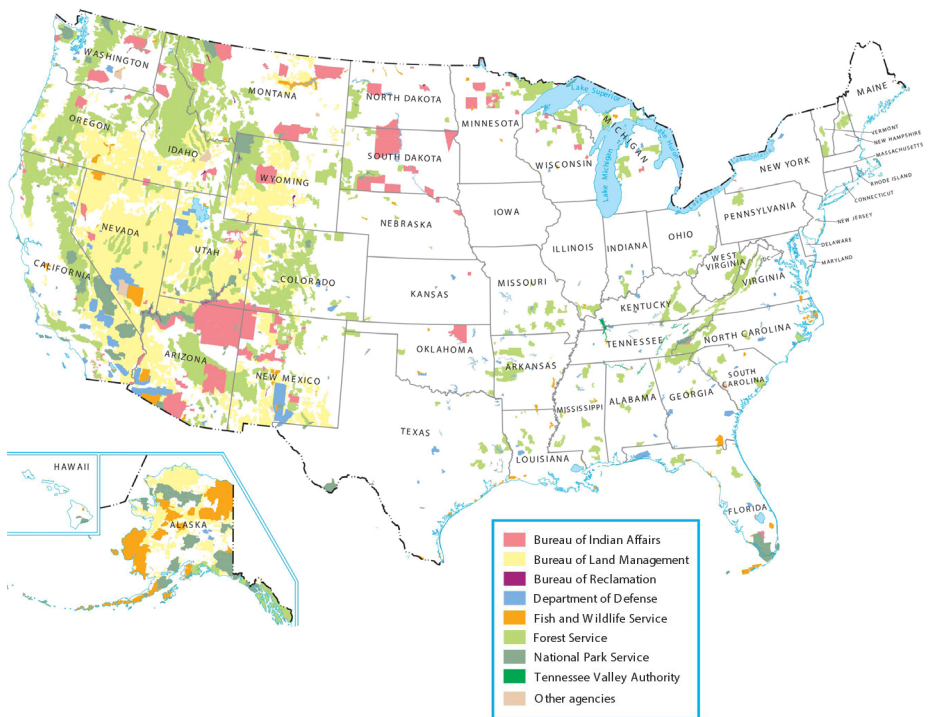 WASHINGTON
MONTANA
NORTH DAKOTA
MINNESOTA
Lake Superior
MICHIGAN
Lake Michigan
MAINE
OREGON
IDAHO
SOUTH DAKOTA
WYOMING
WISCONSIN
NEW YORK
VERMONT
NEW HAMPSHIRE
MASSACHUSETTS
RHODE ISLAND
CONNECTICUT
NEW JERSEY
DELAWARE
MARYLAND
NEVADA
UTAH
CALIFORNIA
COLORADO
NEBRASKA
IOWA
ILLINOIS
INDIANA
OHIO
PENNSYLVANIA
WEST
VIRGINIA
DC
VIRGINIA
KANSAS
MISSOURI
KENTUCKY
ARIZONA
NEW MEXICO
OKLAHOMA
ARKANSAS
TENNESSEE
NORTH CAROLINA
SOUTH
CAROLINA
TEXAS
LOUISIANA
MISSISSIPPI
ALABAMA
GEORGIA
FLORIDA
HAWAII
ALASKA
Bureau of Indian Affairs
Bureau of Land Management
Bureau of Reclamation
Department of Defense
Fish and Wildlife Service
Forest Service
National Park Service
Tennessee Valley Authority
Other agencies